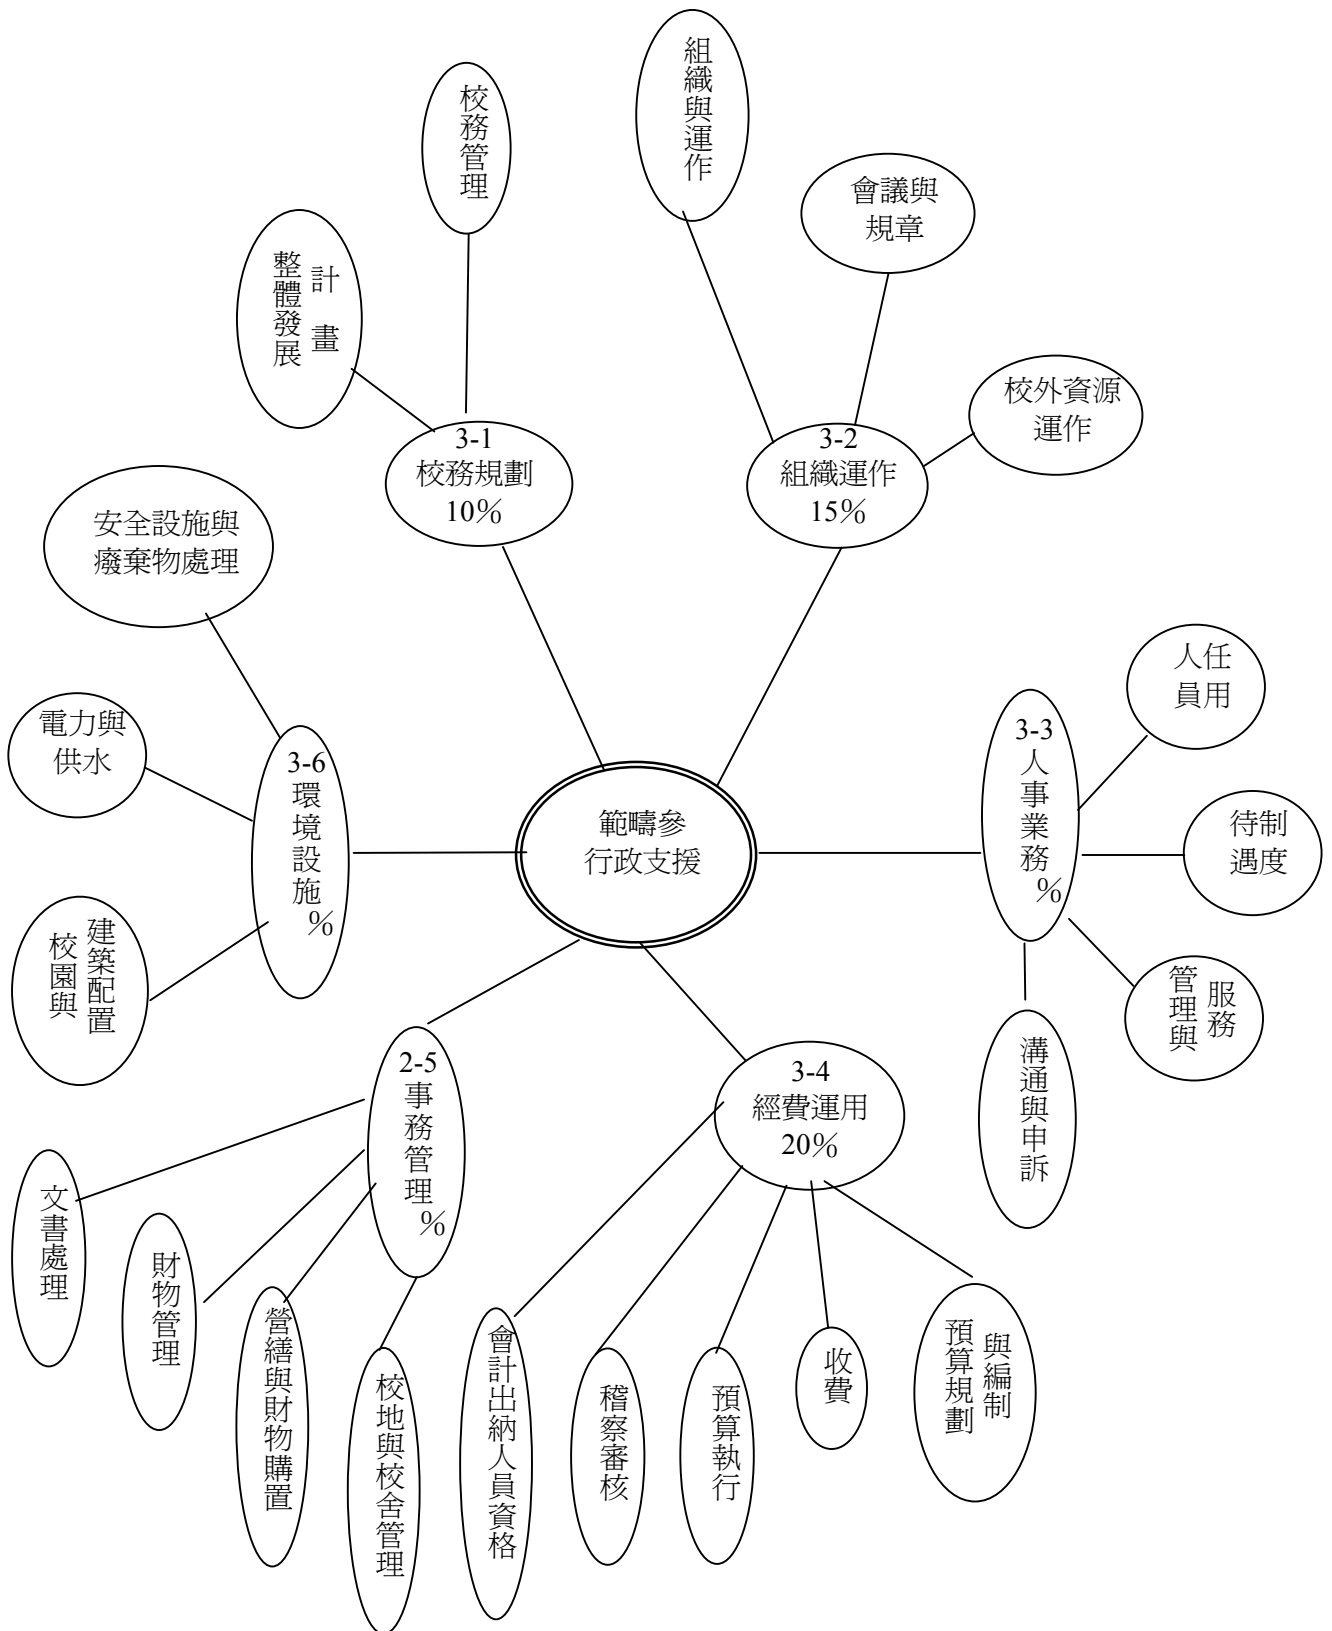 組織與運作
校務管理
會議與
規章
整體發展
計畫
校外資源
運作
3-1
校務規劃
10%
3-2
組織運作
15%
安全設施與
癈棄物處理
人任
員用
電力與
供水
3-6
環境設施
%
範疇參
行政支援
3-3
人事業務
%
待制
遇度
校園與
建築配置
管理與
服務
溝通與申訴
2-5
事務管理
%
3-4
經費運用
20%
文書處理
財物管理
營繕與財物購置
校地與校舍管理
會計出納人員資格
稽察審核
預算執行
收費
預算規劃
與編制